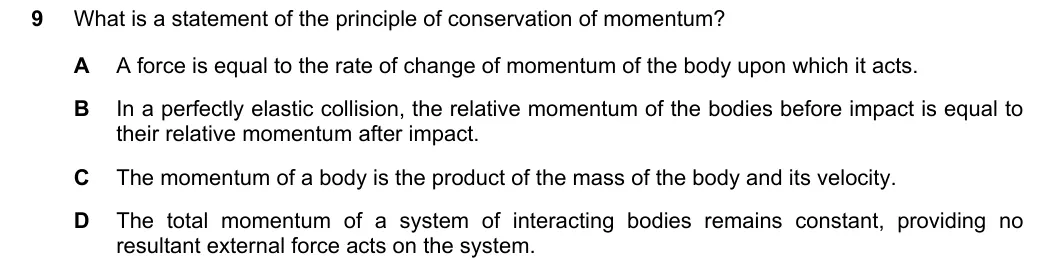 9 What is a statement of the principle of conservation of momentum?
A A force is equal to the rate of change of momentum of the body upon which it acts.
B In a perfectly elastic collision, the relative momentum of the bodies before impact is equal to
their relative momentum after impact.
C The momentum of a body is the product of the mass of the body and its velocity.
D The total momentum of a system of interacting bodies remains constant, providing no
resultant external force acts on the system.